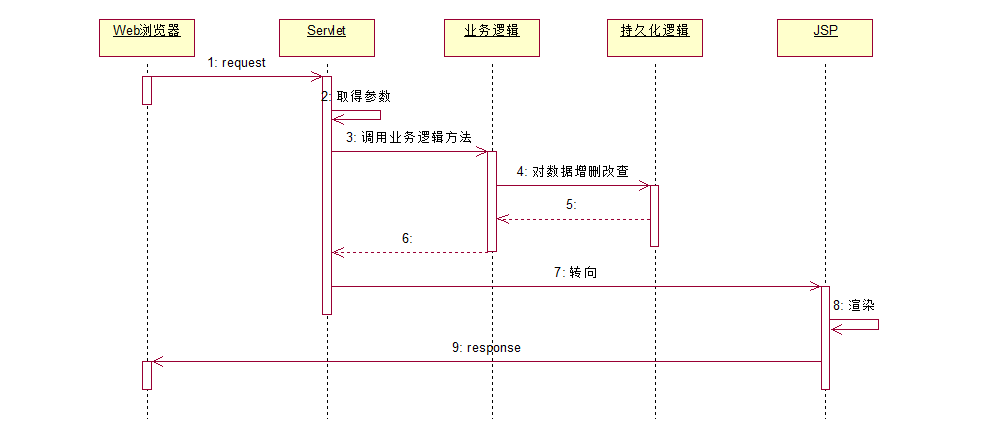 Web浏览器
Servlet
业务逻辑
持久化逻辑
JSP
1: request
2: 取得参数
3: 调用业务逻辑方法
4: 对数据增删改查
5:
6:
7: 转向
8: 渲染
9: response